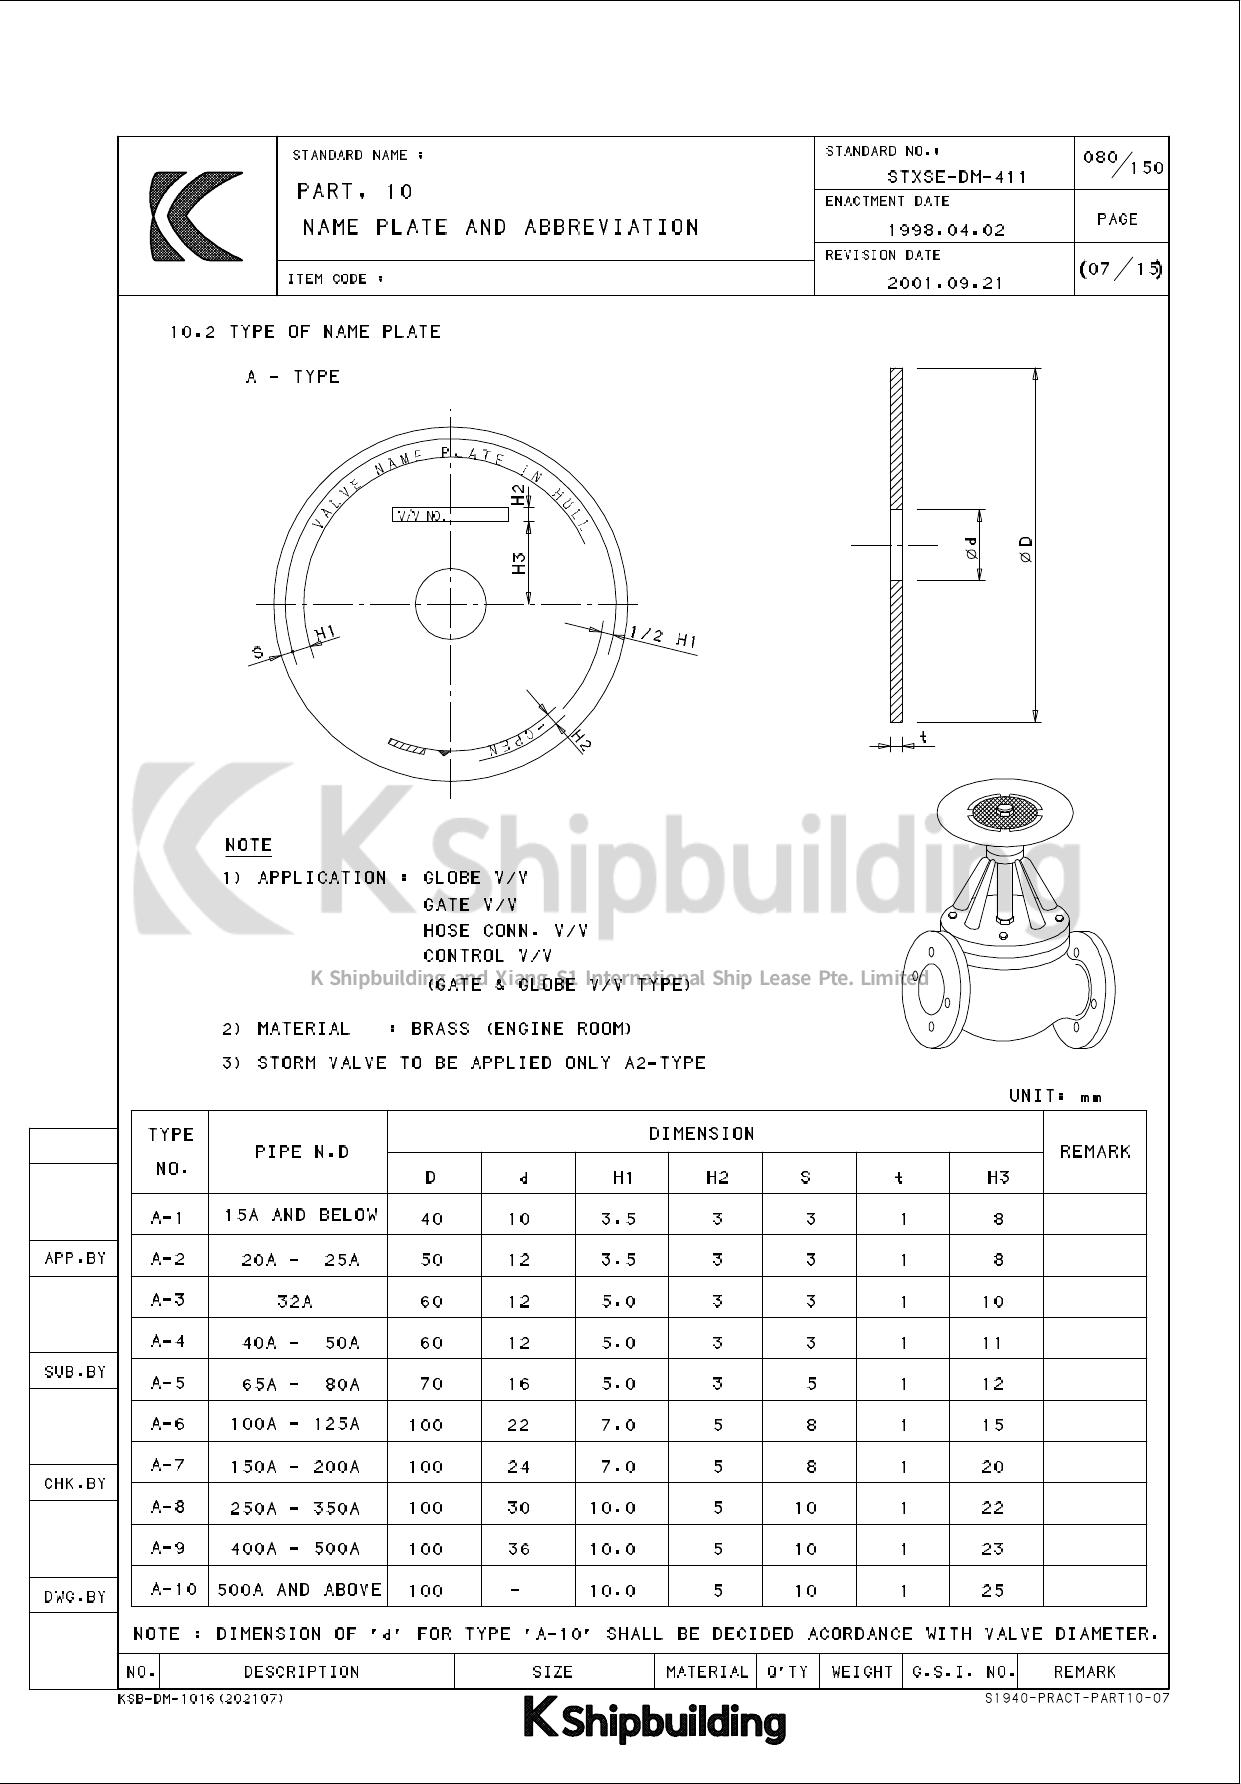 STANDARD NAME :
PART. 10
NAME PLATE AND ABBREVIATION
ITEM CODE :
STANDARD NO. :
STXSE-DM-411
ENACTMENT DATE
1998.04.02
REVISION DATE
2001.09.21
080/150
PAGE
(07/15)
10.2 TYPE OF NAME PLATE
A - TYPE
VALVE NAME PLATE IN HULL
V/V NO.
H2
H3
S
H1
1/2 H1
-OPEN
H2
Ød
ØD
t
K Shipbuilding
NOTE
1) APPLICATION : GLOBE V/V
GATE V/V
HOSE CONN. V/V
CONTROL V/V
K Shipbuilding and Xiang S1 International Ship Lease Pte. Limited
(GATE & GLOBE V/V TYPE)
2) MATERIAL : BRASS (ENGINE ROOM)
3) STORM VALVE TO BE APPLIED ONLY A2-TYPE
UNIT: mm
TYPE NO. PIPE N.D DIMENSION REMARK
D d H1 H2 S t H3
A-1 15A AND BELOW 40 10 3.5 3 3 1 8
A-2 20A - 25A 50 12 3.5 3 3 1 8
A-3 32A 60 12 5.0 3 3 1 10
A-4 40A - 50A 60 12 5.0 3 3 1 11
A-5 65A - 80A 70 16 5.0 3 5 1 12
A-6 100A - 125A 100 22 7.0 5 8 1 15
A-7 150A - 200A 100 24 7.0 5 8 1 20
A-8 250A - 350A 100 30 10.0 5 10 1 22
A-9 400A - 500A 100 36 10.0 5 10 1 23
A-10 500A AND ABOVE 100 - 10.0 5 10 1 25
NOTE : DIMENSION OF 'd' FOR TYPE 'A-10' SHALL BE DECIDED ACORDANCE WITH VALVE DIAMETER.
APP.BY
SUB.BY
CHK.BY
DWG.BY
NO. DESCRIPTION SIZE MATERIAL Q'TY WEIGHT G.S.I. NO. REMARK
KSB-DM-1016(202107)
S1940-PRACT-PART10-07
K Shipbuilding